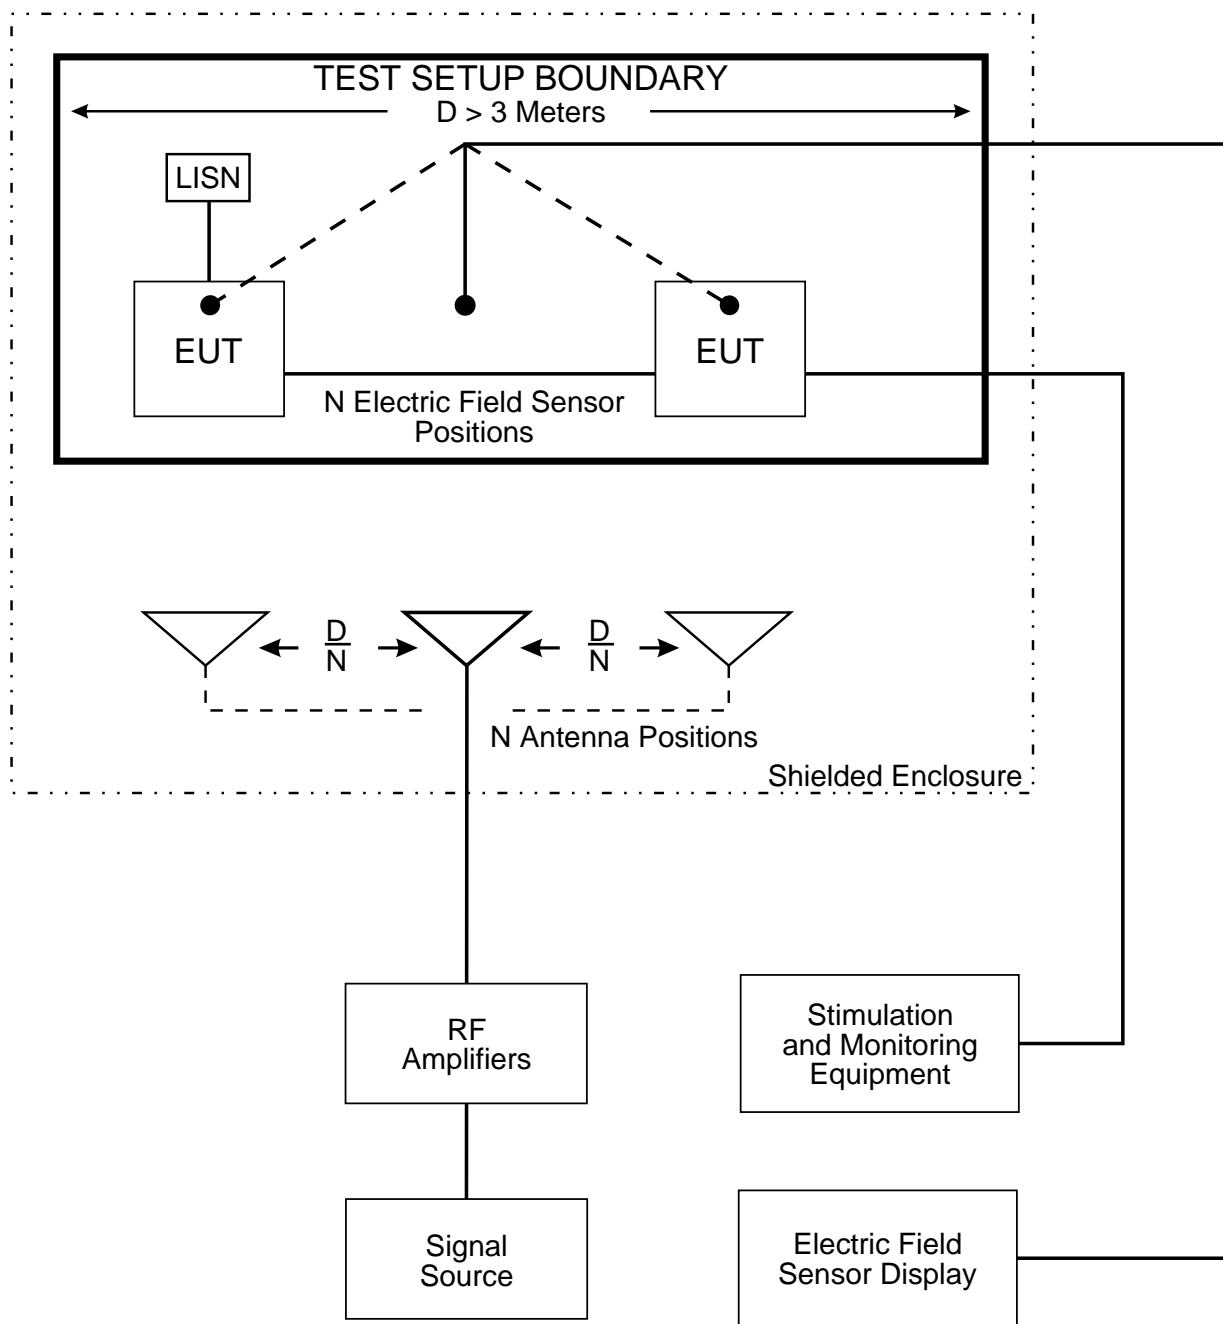 TEST SETUP BOUNDARY
D > 3 Meters
LISN
EUT
EUT
N Electric Field Sensor
Positions
D
N
D
N
N Antenna Positions
Shielded Enclosure
RF
Amplifiers
Stimulation
and Monitoring
Equipment
Signal
Source
Electric Field
Sensor Display